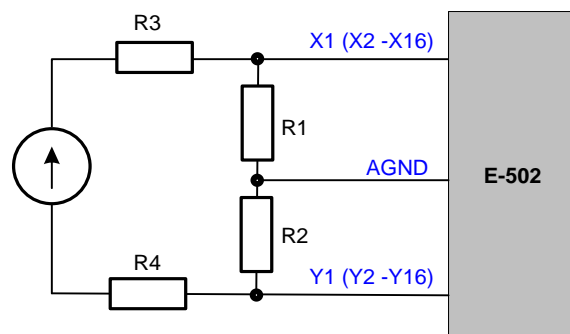 R3
X1 (X2 -X16)
R1
AGND
E-502
R2
R4
Y1 (Y2 -Y16)